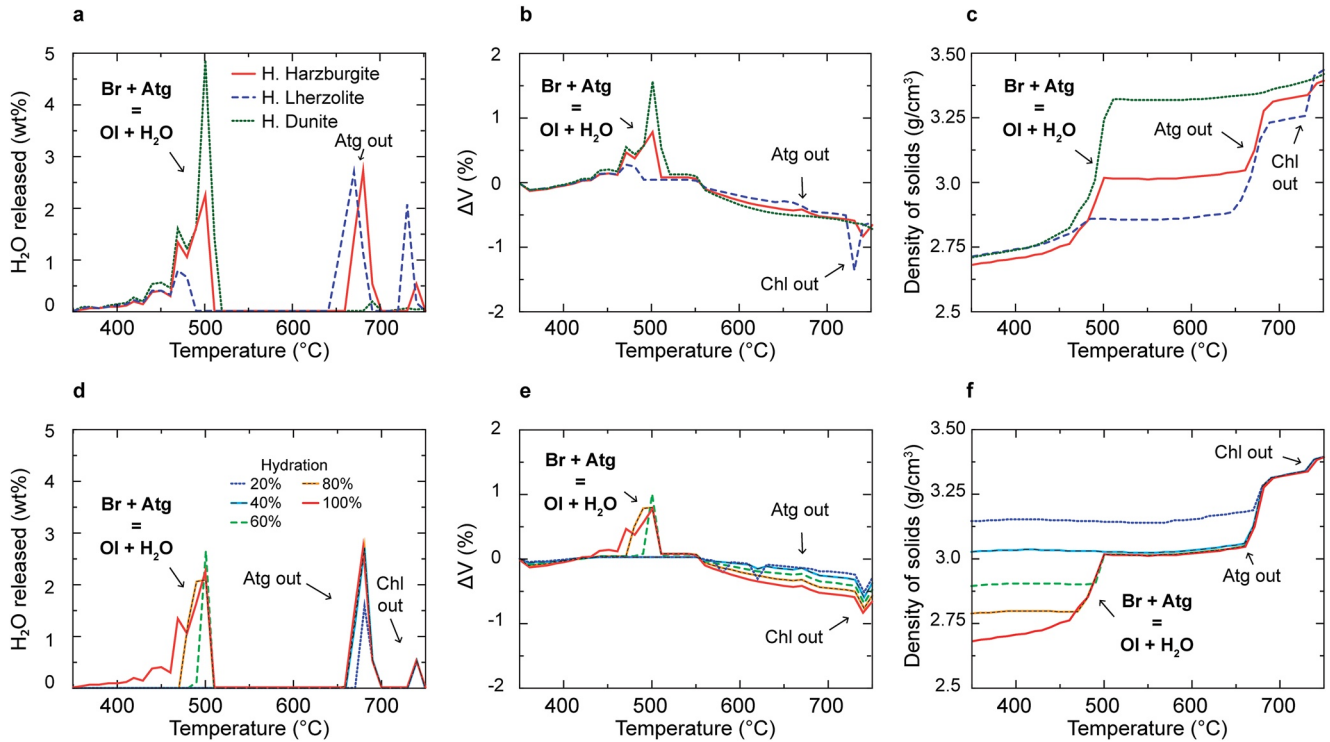 a
H₂O released (wt%)
5
4
3
2
1
0
400
500
600
700
Temperature (°C)
Br + Atg
=
Ol + H₂O
H. Harzburgite
H. Lherzolite
H. Dunite
Atg out
b
ΔV (%)
2
1
0
-1
-2
400
500
600
700
Temperature (°C)
Br + Atg
=
Ol + H₂O
Atg out
Chl out
c
Density of solids (g/cm³)
3.50
3.25
3.0
2.75
2.5
400
500
600
700
Temperature (°C)
Br + Atg
=
Ol + H₂O
Atg out
Chl
out
d
H₂O released (wt%)
5
4
3
2
1
0
400
500
600
700
Temperature (°C)
Hydration
20%
80%
40%
100%
60%
Br + Atg
=
Ol + H₂O
Atg out
Chl
out
e
ΔV (%)
2
1
0
-1
-2
400
500
600
700
Temperature (°C)
Br + Atg
=
Ol + H₂O
Atg out
Chl out
f
Density of solids (g/cm³)
3.50
3.25
3.0
2.75
2.5
400
500
600
700
Temperature (°C)
Chl out
Atg out
Br + Atg
=
Ol + H₂O